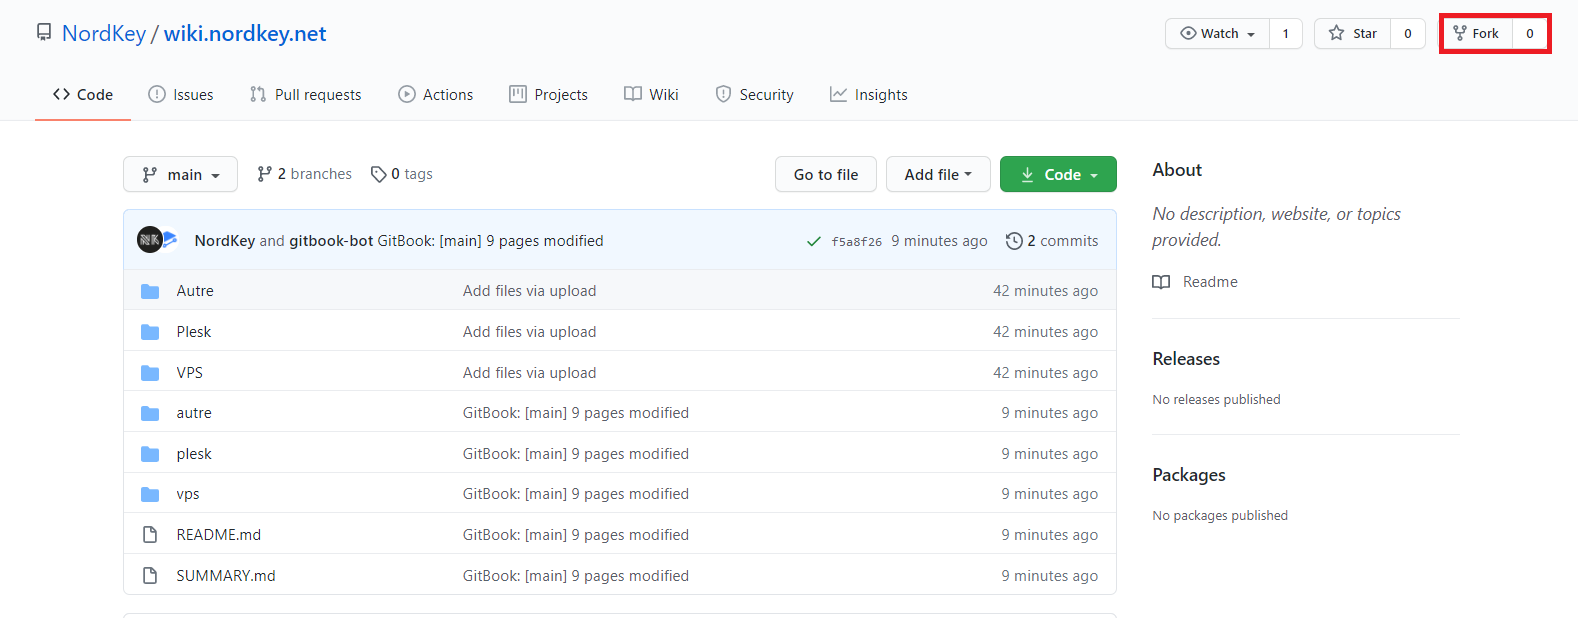 NordKey / wiki.nordkey.net
Watch 1 Star 0 Fork 0
Code Issues Pull requests Actions Projects Wiki Security Insights
main 2 branches 0 tags Go to file Add file Code
NK NordKey and gitbook-bot GitBook: [main] 9 pages modified f5a8f26 9 minutes ago 2 commits
Autre Add files via upload 42 minutes ago
Plesk Add files via upload 42 minutes ago
VPS Add files via upload 42 minutes ago
autre GitBook: [main] 9 pages modified 9 minutes ago
plesk GitBook: [main] 9 pages modified 9 minutes ago
vps GitBook: [main] 9 pages modified 9 minutes ago
README.md GitBook: [main] 9 pages modified 9 minutes ago
SUMMARY.md GitBook: [main] 9 pages modified 9 minutes ago
About
No description, website, or topics
provided.
Readme
Releases
No releases published
Packages
No packages published